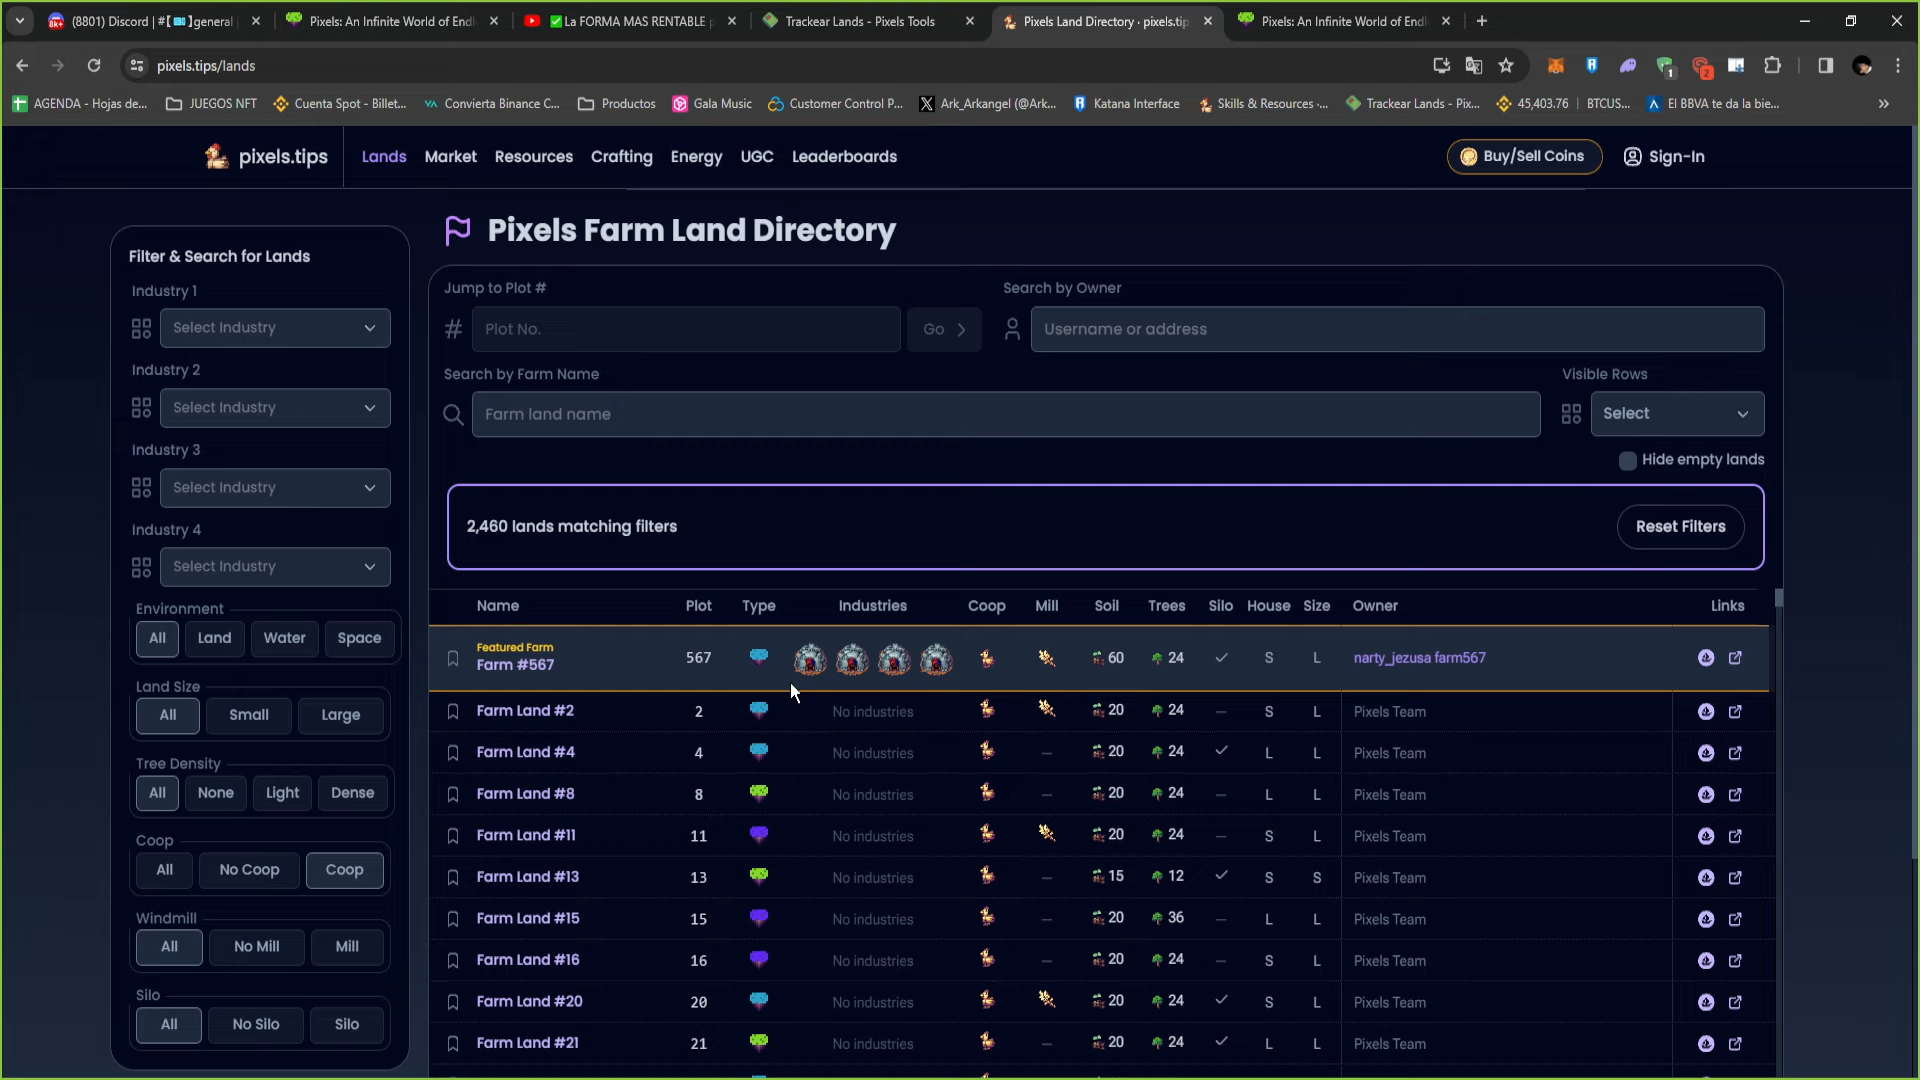 (8801) Discord | #【 】general
Pixels: An Infinite World of Endl
✅La FORMA MAS RENTABLE p
Trackear Lands - Pixels Tools
Pixels Land Directory · pixels.tip
Pixels: An Infinite World of Endl
pixels.tips/lands
AGENDA - Hojas de...
JUEGOS NFT
Cuenta Spot - Billet...
Convierta Binance C...
Productos
Gala Music
Customer Control P...
Ark_Arkangel (@Ark...
Katana Interface
Skills & Resources ·...
Trackear Lands - Pix...
45,403.76 | BTCUS...
El BBVA te da la bie...
pixels.tips
Lands
Market
Resources
Crafting
Energy
UGC
Leaderboards
Buy/Sell Coins
Sign-In
Filter & Search for Lands
Industry 1
Select Industry
Industry 2
Select Industry
Industry 3
Select Industry
Industry 4
Select Industry
Environment
All Land Water Space
Land Size
All Small Large
Tree Density
All None Light Dense
Coop
All No Coop Coop
Windmill
All No Mill Mill
Silo
All No Silo Silo
Pixels Farm Land Directory
Jump to Plot #
Plot No.
Go
Search by Owner
Username or address
Search by Farm Name
Farm land name
Visible Rows
Select
Hide empty lands
2,460 lands matching filters
Reset Filters
Name Plot Type Industries Coop Mill Soil Trees Silo House Size Owner Links
Featured Farm
Farm #567 567 60 24 ✓ S L narty_jezusa farm567
Farm Land #2 2 No industries 20 24 — S L Pixels Team
Farm Land #4 4 No industries — 20 24 ✓ L L Pixels Team
Farm Land #8 8 No industries — 20 24 — L L Pixels Team
Farm Land #11 11 No industries 20 24 — S L Pixels Team
Farm Land #13 13 No industries — 15 12 ✓ S S Pixels Team
Farm Land #15 15 No industries — 20 36 — L L Pixels Team
Farm Land #16 16 No industries — 20 24 — S L Pixels Team
Farm Land #20 20 No industries 20 24 ✓ S L Pixels Team
Farm Land #21 21 No industries — 20 24 ✓ L L Pixels Team